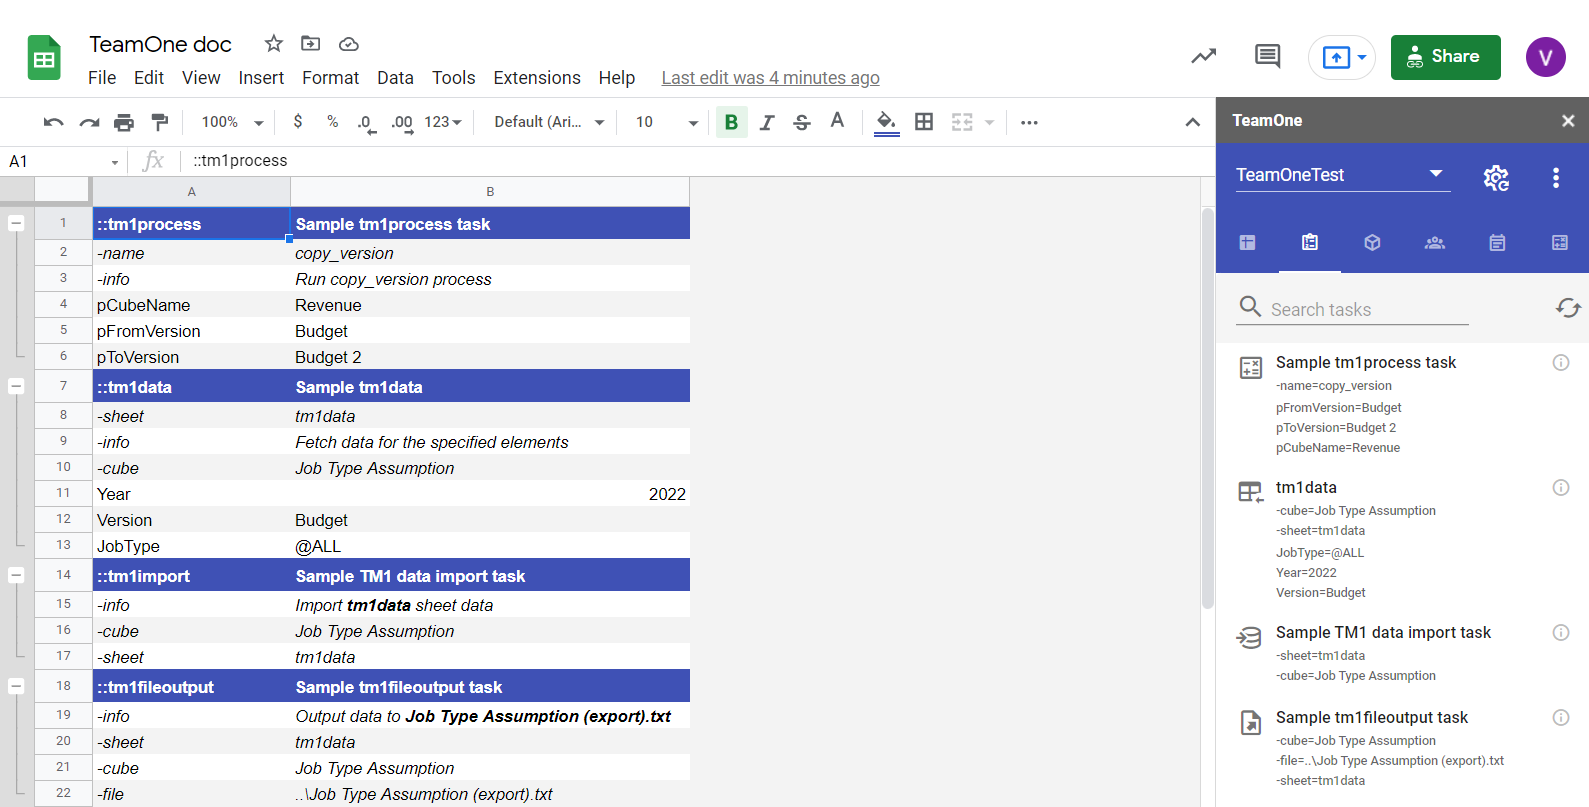 TeamOne doc
File Edit View Insert Format Data Tools Extensions Help Last edit was 4 minutes ago
Share
V
100% $ % .0 .00 123 Default (Ari... 10 B I S A ...
A1 fx ::tm1process
A B
1 ::tm1process Sample tm1process task
2 -name copy_version
3 -info Run copy_version process
4 pCubeName Revenue
5 pFromVersion Budget
6 pToVersion Budget 2
7 ::tm1data Sample tm1data
8 -sheet tm1data
9 -info Fetch data for the specified elements
10 -cube Job Type Assumption
11 Year 2022
12 Version Budget
13 JobType @ALL
14 ::tm1import Sample TM1 data import task
15 -info Import tm1data sheet data
16 -cube Job Type Assumption
17 -sheet tm1data
18 ::tm1fileoutput Sample tm1fileoutput task
19 -info Output data to Job Type Assumption (export).txt
20 -sheet tm1data
21 -cube Job Type Assumption
22 -file ..\Job Type Assumption (export).txt
TeamOne
TeamOneTest
Search tasks
Sample tm1process task
-name=copy_version
pFromVersion=Budget
pToVersion=Budget 2
pCubeName=Revenue
tm1data
-cube=Job Type Assumption
-sheet=tm1data
JobType=@ALL
Year=2022
Version=Budget
Sample TM1 data import task
-sheet=tm1data
-cube=Job Type Assumption
Sample tm1fileoutput task
-cube=Job Type Assumption
-file=..\Job Type Assumption (export).txt
-sheet=tm1data